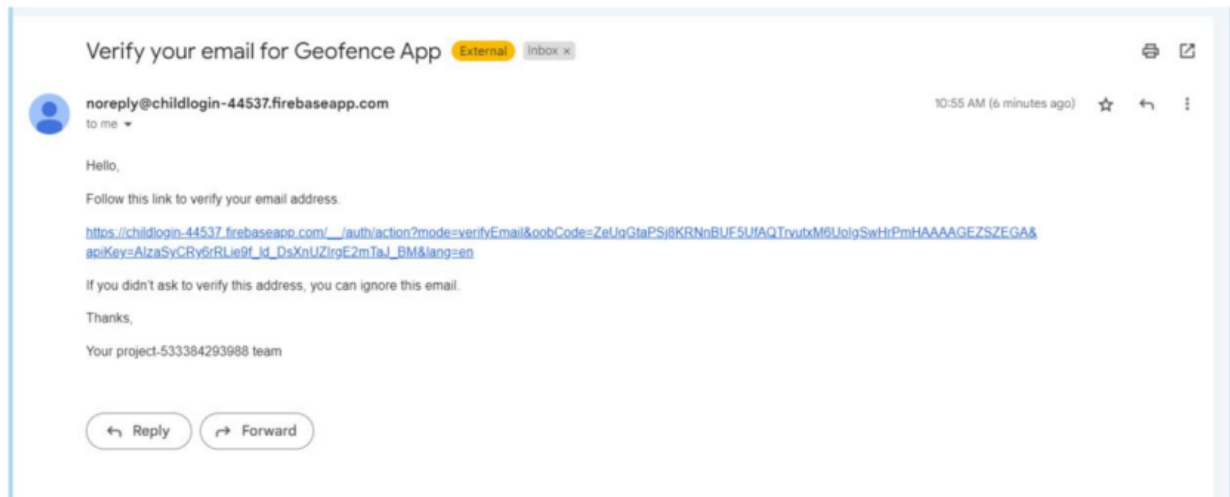 Verify your email for Geofence App External Inbox ×
noreply@childlogin-44537.firebaseapp.com 10:55 AM (6 minutes ago)
to me
Hello,
Follow this link to verify your email address.
https://childlogin-44537.firebaseapp.com/__/auth/action?mode=verifyEmail&oobCode=ZeUqGtaPSj8KRNnBUF5UfAQTrvutxM6UoIgSwHrPmHAAAAGEZSZEGA&
apiKey=AIzaSyCRy6rRLie9f_ld_DsXnUZIrgE2mTaJ_BM&lang=en
If you didn't ask to verify this address, you can ignore this email.
Thanks,
Your project-533384293988 team
Reply Forward